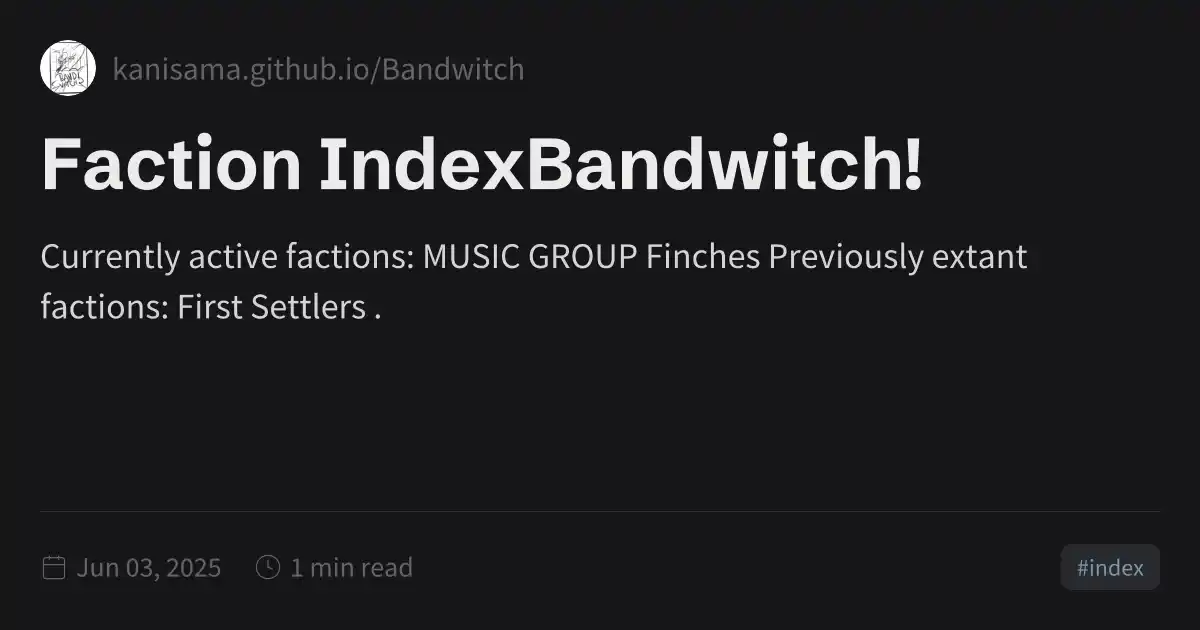 kanisama.github.io/Bandwitch
Faction IndexBandwitch!
Currently active factions: MUSIC GROUP Finches Previously extant
factions: First Settlers .
Jun 03, 2025
1 min read
#index